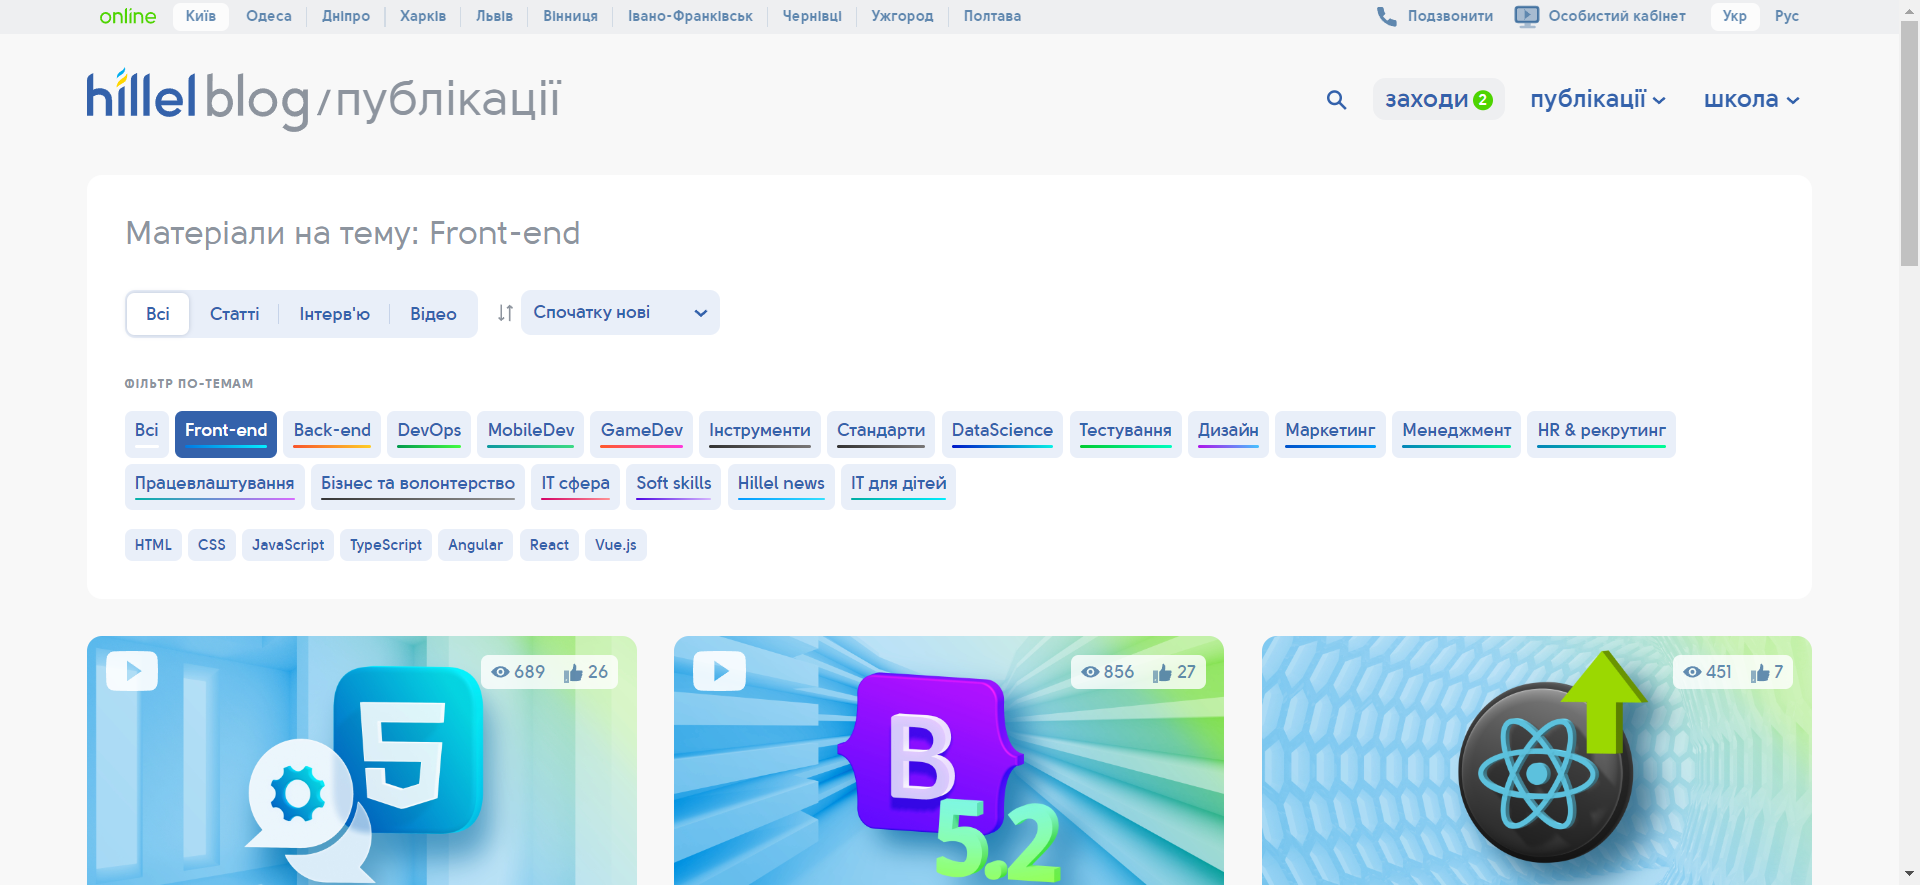 online Київ Одеса Дніпро Харків Львів Вінниця Івано-Франківськ Чернівці Ужгород Полтава Подзвонити Особистий кабінет Укр Рус
hillel blog /публікації заходи 2 публікації школа
Матеріали на тему: Front-end
Всі Статті Інтерв'ю Відео Спочатку нові
ФІЛЬТР ПО-ТЕМАМ
Всі Front-end Back-end DevOps MobileDev GameDev Інструменти Стандарти DataScience Тестування Дизайн Маркетинг Менеджмент HR & рекрутинг
Працевлаштування Бізнес та волонтерство IT сфера Soft skills Hillel news IT для дітей
HTML CSS JavaScript TypeScript Angular React Vue.js
689 26 856 27 451 7
5 B
5.2